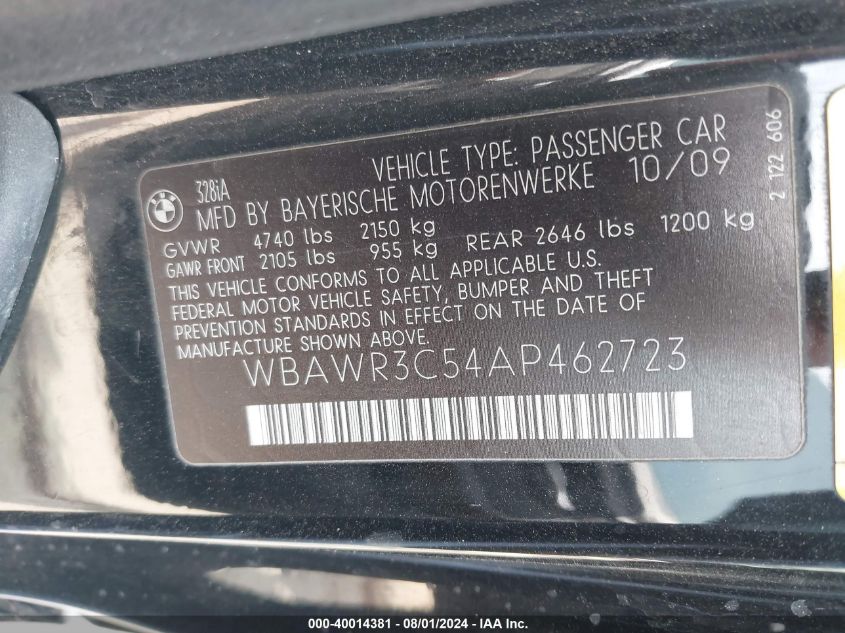 328iA
VEHICLE TYPE: PASSENGER CAR
MFD BY BAYERISCHE MOTORENWERKE 10/09
GVWR 4740 lbs 2150 kg
GAWR FRONT 2105 lbs 955 kg REAR 2646 lbs 1200 kg
THIS VEHICLE CONFORMS TO ALL APPLICABLE U.S.
FEDERAL MOTOR VEHICLE SAFETY, BUMPER AND THEFT
PREVENTION STANDARDS IN EFFECT ON THE DATE OF
MANUFACTURE SHOWN ABOVE.
WBAWR3C54AP462723
2 122 606
000-40014381 - 08/01/2024 - IAA Inc.